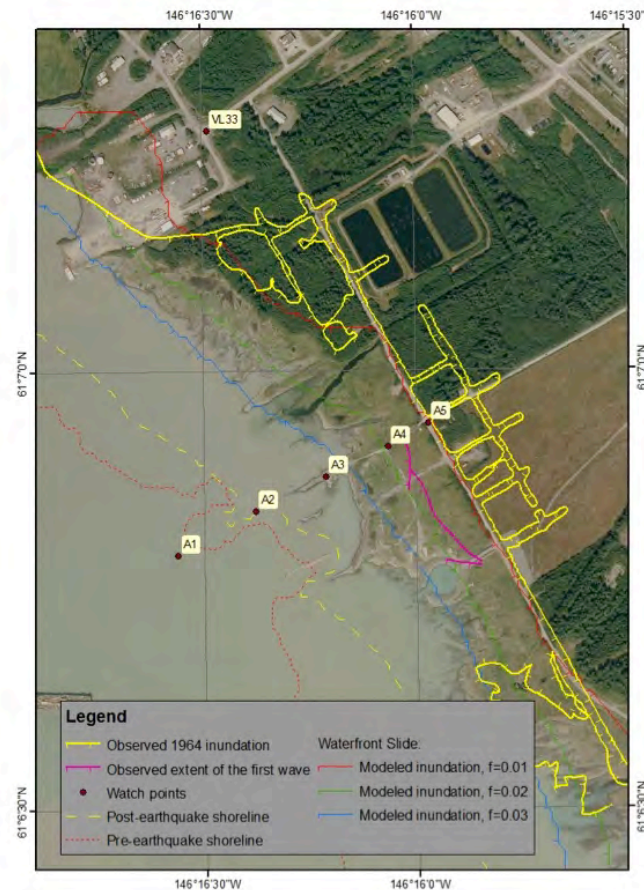 146°16'30"W 146°16'0"W 146°15'30"W
VL33
61°7'0"N 61°7'0"N
A5
A4
A3
A2
A1
Legend
Observed 1964 inundation
Observed extent of the first wave
Watch points
Post-earthquake shoreline
Pre-earthquake shoreline
Waterfront Slide:
Modeled inundation, f=0.01
Modeled inundation, f=0.02
Modeled inundation, f=0.03
61°6'30"N 61°6'30"N
146°16'30"W 146°16'0"W